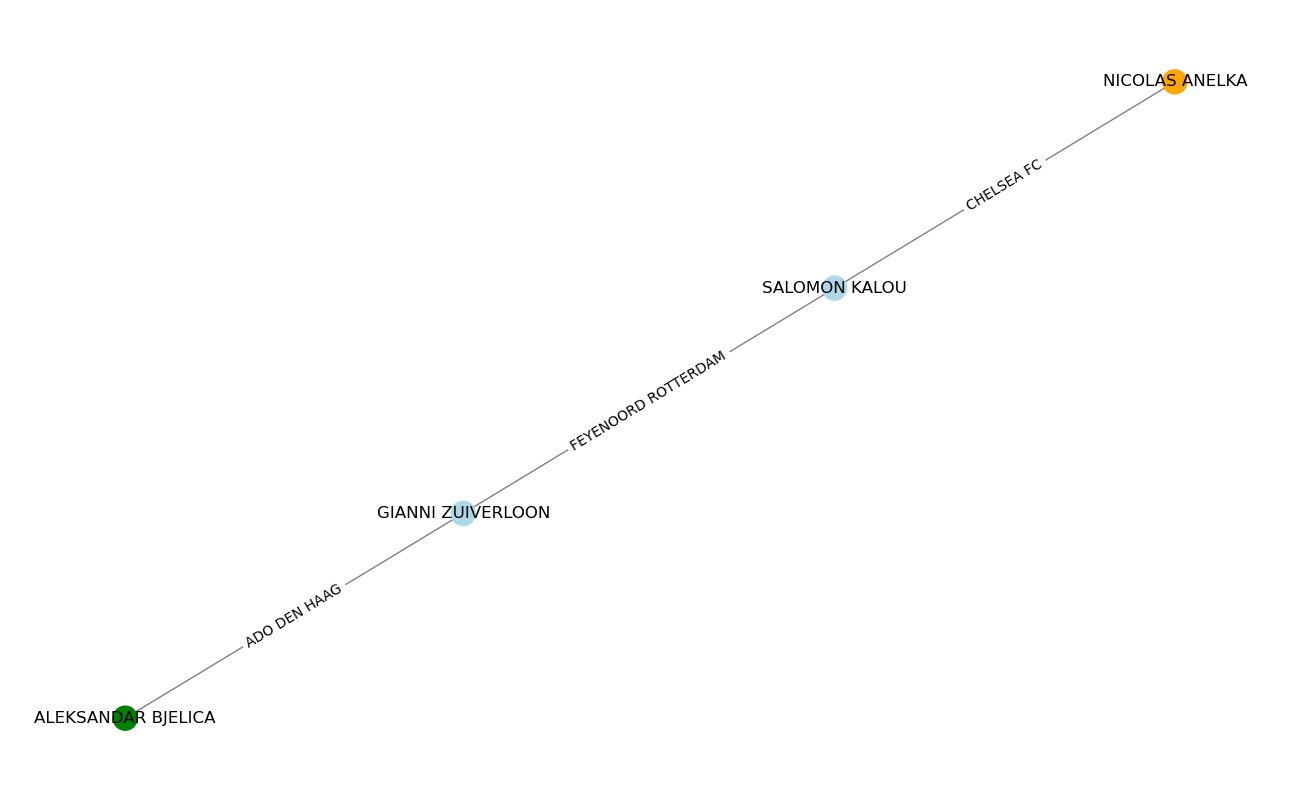 NICOLAS ANELKA
CHELSEA FC
SALOMON KALOU
FEYENOORD ROTTERDAM
GIANNI ZUIVERLOON
ADO DEN HAAG
ALEKSANDAR BJELICA